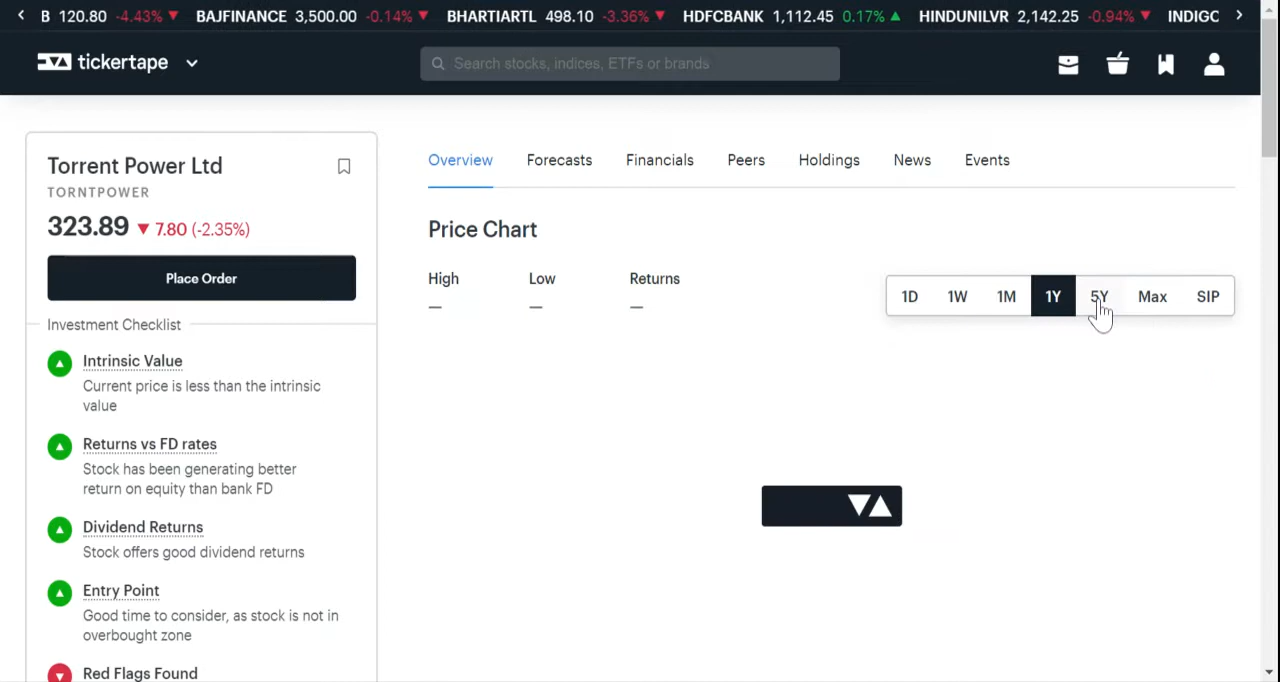 B 120.80 -4.43% ▼ BAJFINANCE 3,500.00 -0.14% ▼ BHARTIARTL 498.10 -3.36% ▼ HDFCBANK 1,112.45 0.17% ▲ HINDUNILVR 2,142.25 -0.94% ▼ INDIGO
tickertape
Search stocks, indices, ETFs or brands
Torrent Power Ltd
TORNTPOWER
323.89 ▼ 7.80 (-2.35%)
Place Order
Investment Checklist
Intrinsic Value
Current price is less than the intrinsic
value
Returns vs FD rates
Stock has been generating better
return on equity than bank FD
Dividend Returns
Stock offers good dividend returns
Entry Point
Good time to consider, as stock is not in
overbought zone
Red Flags Found
Overview Forecasts Financials Peers Holdings News Events
Price Chart
High Low Returns
— — —
1D 1W 1M 1Y 5Y Max SIP